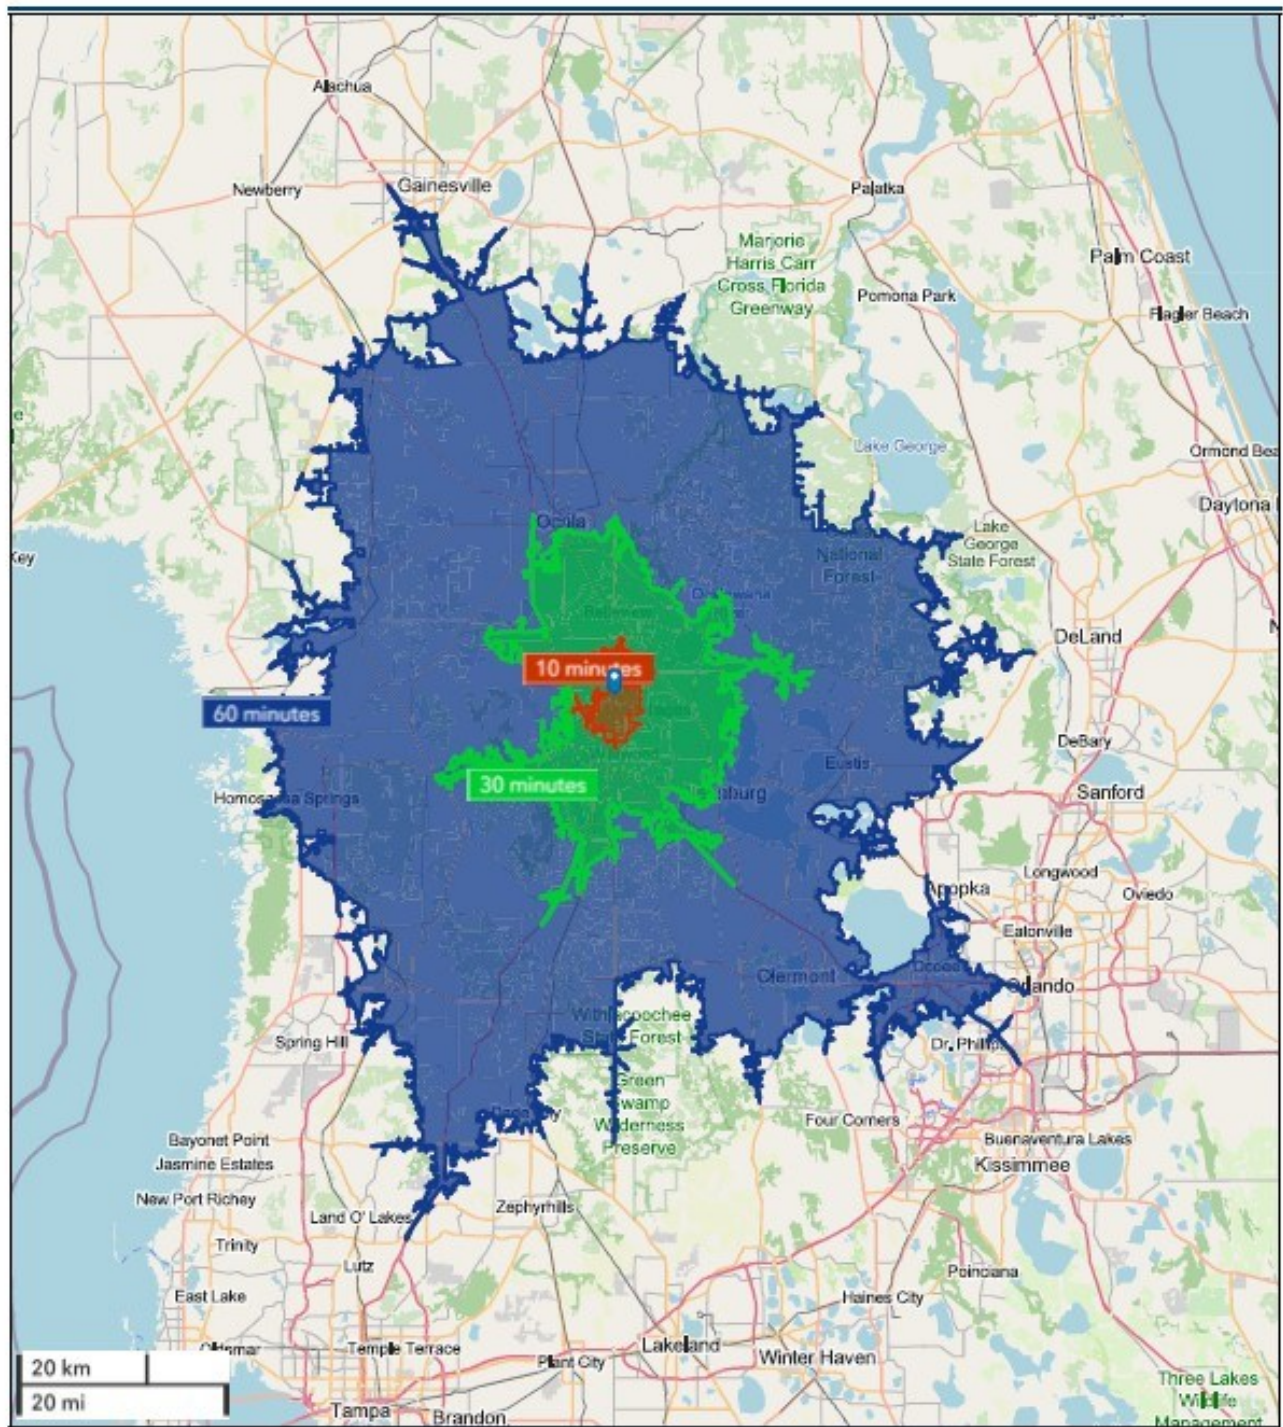 Alachua
Newberry
Gainesville
Palatka
Marjorie
Harris Carr
Cross Florida
Greenway
Palm Coast
Pomona Park
Flagler Beach
Lake George
Ormond Bea
Daytona
Ocala
Lake
George
State Forest
National
Forest
Key
DeLand
10 minutes
60 minutes
DeBary
Eustis
30 minutes
Homosassa Springs
Sanford
Longwood
Apopka
Oviedo
Eatonville
Clermont
Ocoee
Orlando
Withlacoochee
State Forest
Spring Hill
Dr. Phillips
Green
Swamp
Wilderness
Preserve
Four Corners
Bayonet Point
Buenaventura Lakes
Jasmine Estates
Kissimmee
New Port Richey
Zephyrhills
Land O' Lakes
Trinity
Lutz
Poinciana
East Lake
Haines City
Oldsmar
Temple Terrace
Lakeland
Plant City
Winter Haven
20 km
20 mi
Three Lakes
Wildlife
Management
Tampa
Brandon